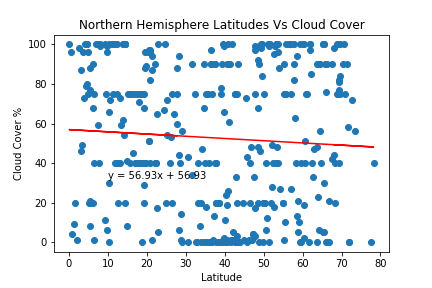 Northern Hemisphere Latitudes Vs Cloud Cover
Cloud Cover %
100
80
60
40
20
0
y = 56.93x + 56.93
0 10 20 30 40 50 60 70 80
Latitude